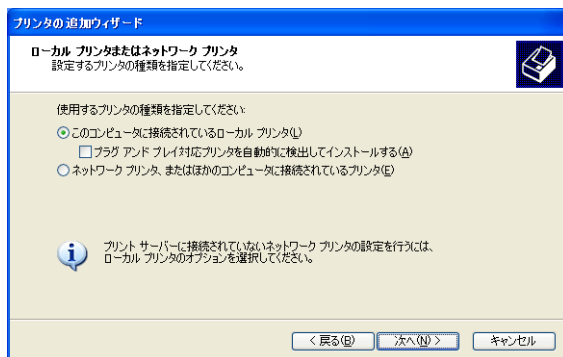 プリンタの追加ウィザード
ローカル プリンタまたはネットワーク プリンタ
設定するプリンタの種類を指定してください。
使用するプリンタの種類を指定してください:
このコンピュータに接続されているローカル プリンタ(L)
プラグ アンド プレイ対応プリンタを自動的に検出してインストールする(A)
ネットワーク プリンタ、またはほかのコンピュータに接続されているプリンタ(E)
プリント サーバーに接続されていないネットワーク プリンタの設定を行うには、
ローカル プリンタのオプションを選択してください。
< 戻る(B) 次へ(N) > キャンセル